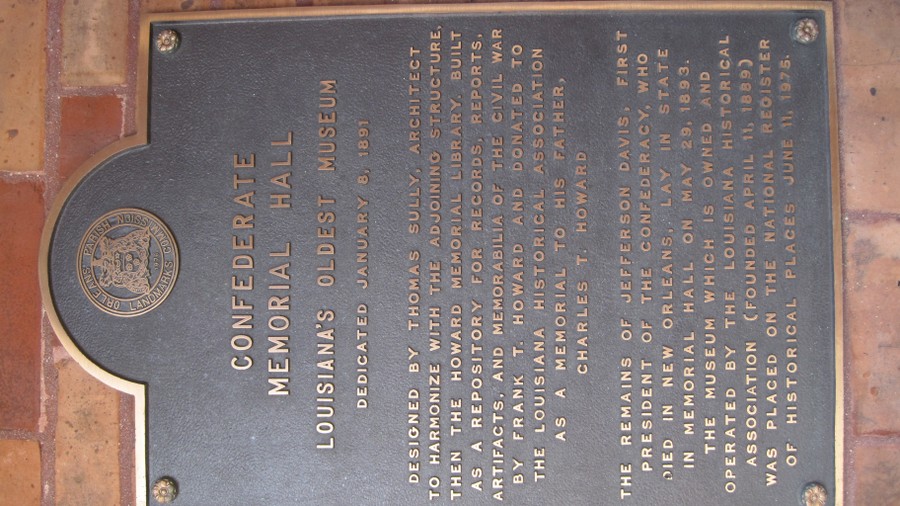 ORLEANS PARISH LANDMARKS COMMISSION
CONFEDERATE
MEMORIAL HALL
LOUISIANA'S OLDEST MUSEUM
DEDICATED JANUARY 8, 1891
DESIGNED BY THOMAS SULLY, ARCHITECT
TO HARMONIZE WITH THE ADJOINING STRUCTURE,
THEN THE HOWARD MEMORIAL LIBRARY. BUILT
AS A REPOSITORY FOR RECORDS, REPORTS,
ARTIFACTS, AND MEMORABILIA OF THE CIVIL WAR
BY FRANK T. HOWARD AND DONATED TO
THE LOUISIANA HISTORICAL ASSOCIATION
AS A MEMORIAL TO HIS FATHER,
CHARLES T. HOWARD
THE REMAINS OF JEFFERSON DAVIS, FIRST
PRESIDENT OF THE CONFEDERACY, WHO
DIED IN NEW ORLEANS, LAY IN STATE
IN MEMORIAL HALL ON MAY 29, 1893.
THE MUSEUM WHICH IS OWNED AND
OPERATED BY THE LOUISIANA HISTORICAL
ASSOCIATION (FOUNDED APRIL 11, 1889)
WAS PLACED ON THE NATIONAL REGISTER
OF HISTORICAL PLACES JUNE 11, 1975.